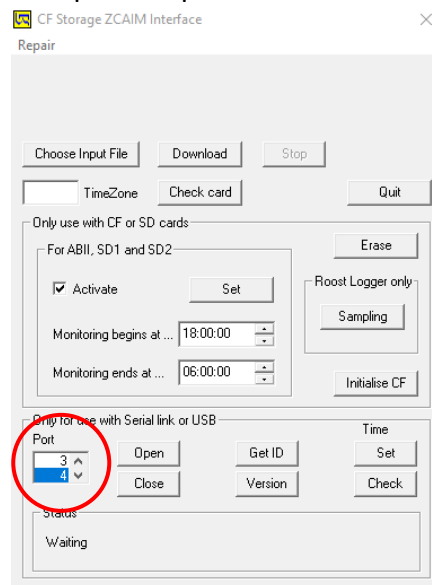 CF Storage ZCAIM Interface
Repair
Choose Input File Download Stop
TimeZone Check card Quit
Only use with CF or SD cards
For ABII, SD1 and SD2 Erase
Activate Set Roost Logger only
Monitoring begins at ... 18:00:00 Sampling
Monitoring ends at ... 06:00:00 Initialise CF
Only for use with Serial link or USB
Port Time
3 Open Get ID Set
4 Close Version Check
Status
Waiting